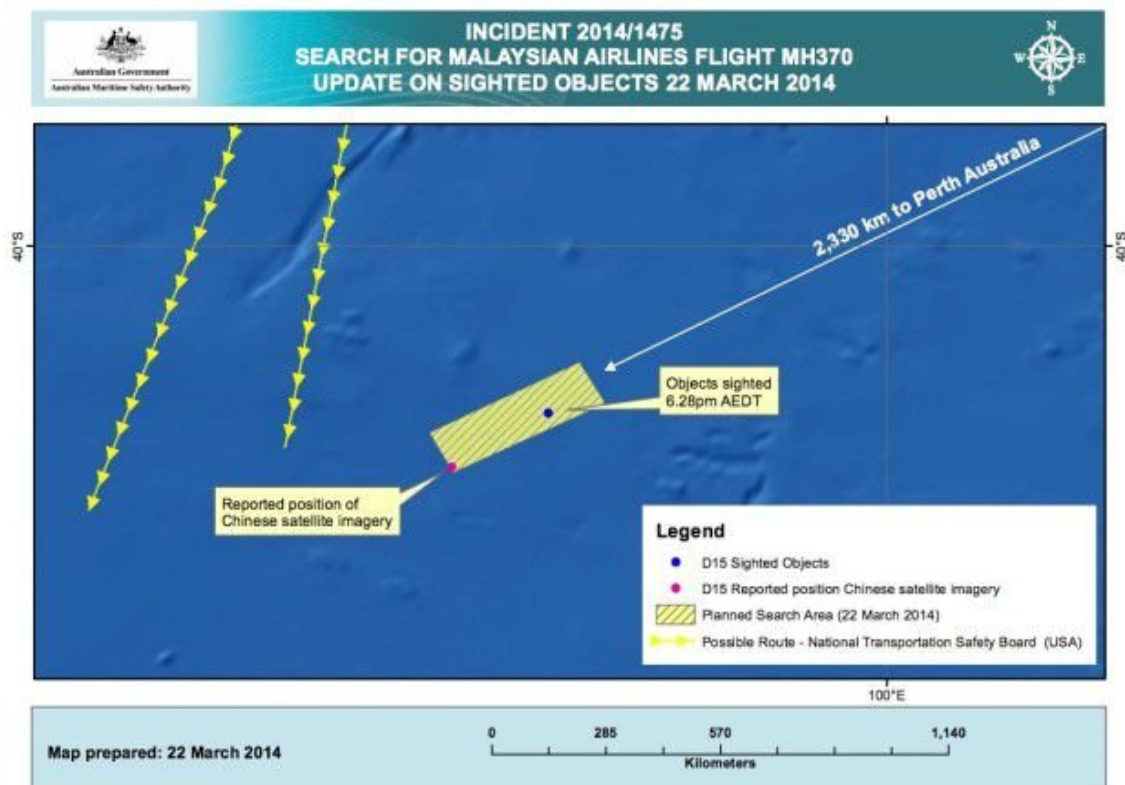 Australian Government
Australian Maritime Safety Authority
INCIDENT 2014/1475
SEARCH FOR MALAYSIAN AIRLINES FLIGHT MH370
UPDATE ON SIGHTED OBJECTS 22 MARCH 2014
N
W E
S
2,330 km to Perth Australia
40°S
40°S
Objects sighted
6.28pm AEDT
Reported position of
Chinese satellite imagery
Legend
D15 Sighted Objects
D15 Reported position Chinese satellite imagery
Planned Search Area (22 March 2014)
Possible Route - National Transportation Safety Board (USA)
100°E
Map prepared: 22 March 2014
0 285 570 1,140
Kilometers